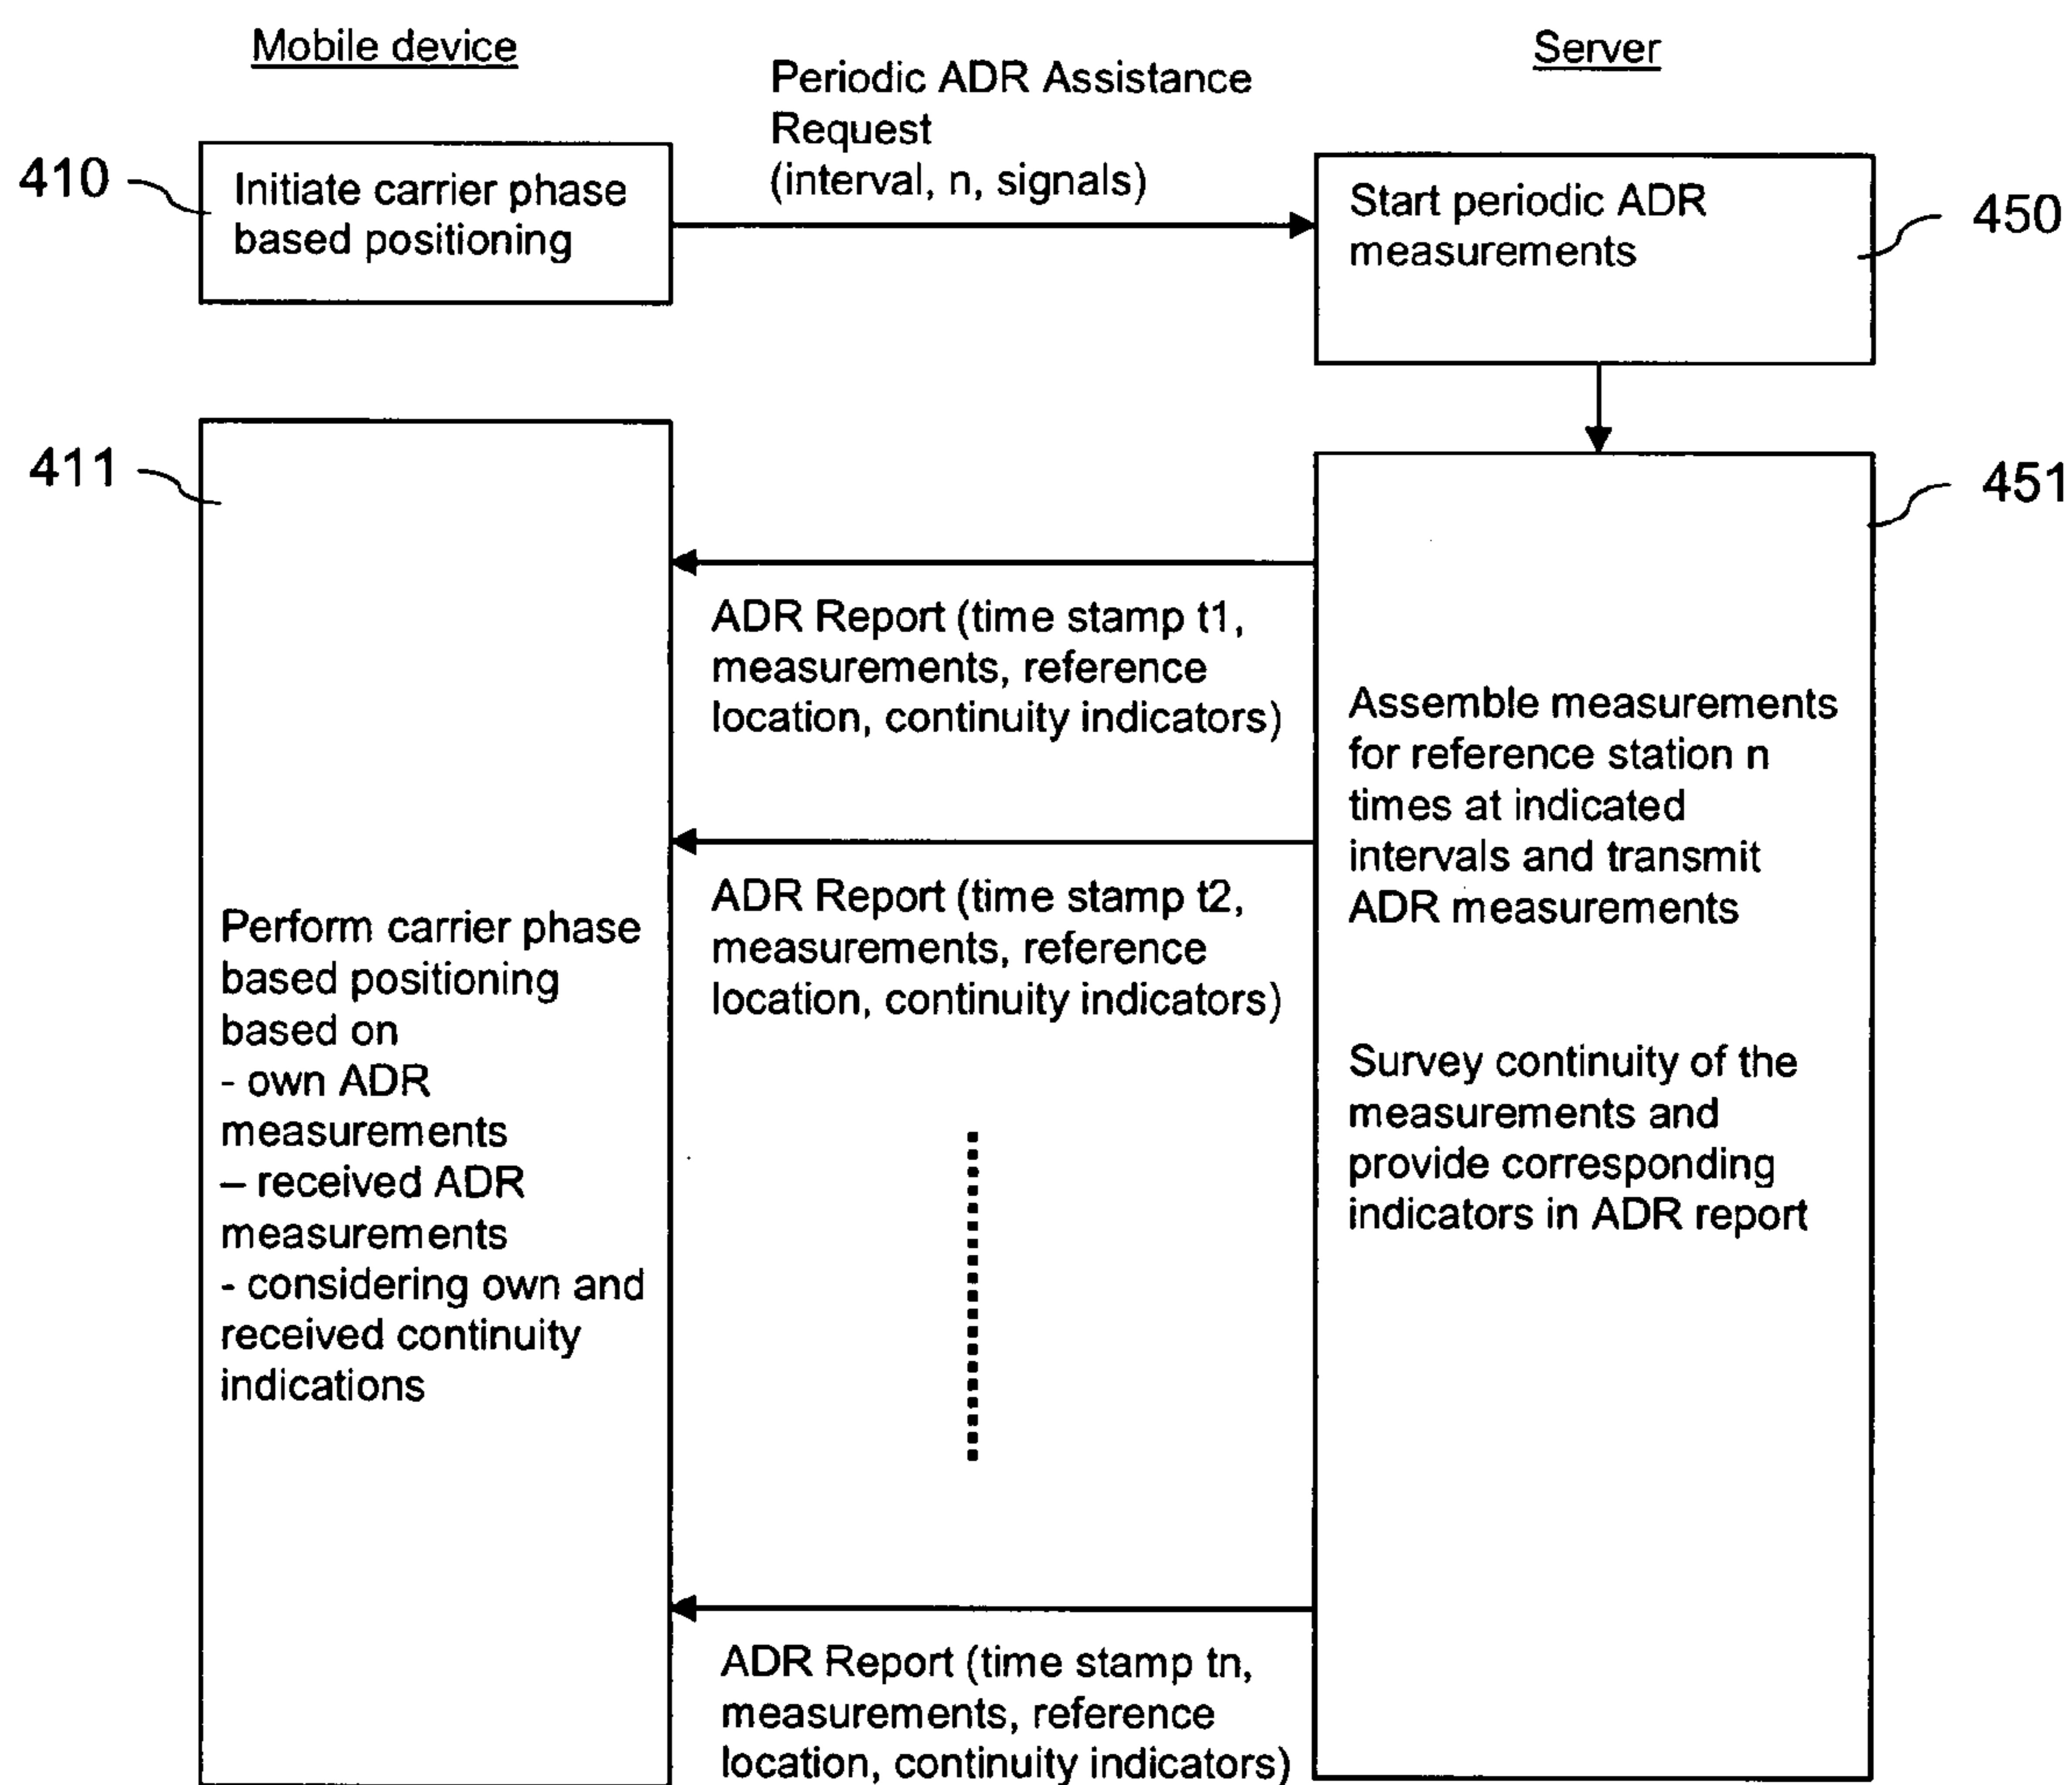 Mobile device
Server
Periodic ADR Assistance
Request
(interval, n, signals)
410
Initiate carrier phase
based positioning
Start periodic ADR
measurements
450
411
451
ADR Report (time stamp t1,
measurements, reference
location, continuity indicators)
ADR Report (time stamp t2,
measurements, reference
location, continuity indicators)
ADR Report (time stamp tn,
measurements, reference
location, continuity indicators)
Perform carrier phase
based positioning
based on
- own ADR
measurements
– received ADR
measurements
- considering own and
received continuity
indications
Assemble measurements
for reference station n
times at indicated
intervals and transmit
ADR measurements
Survey continuity of the
measurements and
provide corresponding
indicators in ADR report